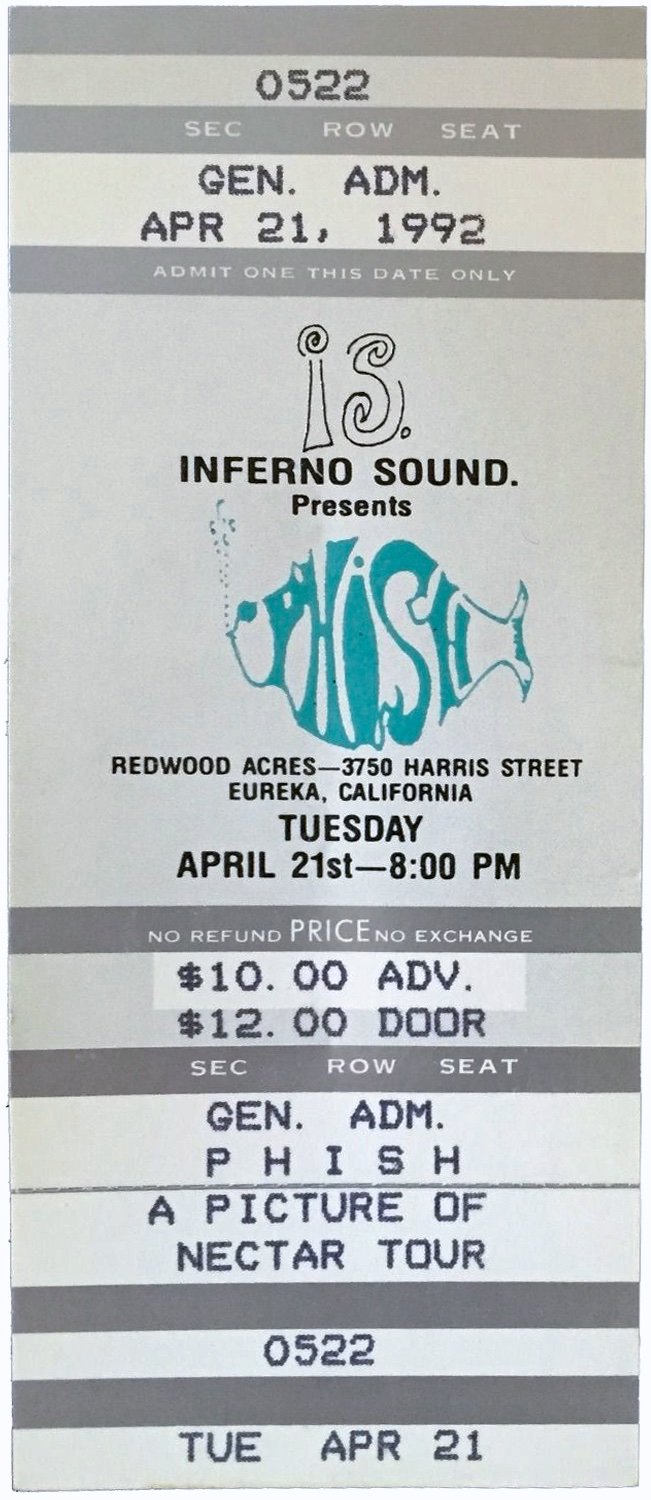 0522
SEC ROW SEAT
GEN. ADM.
APR 21, 1992
ADMIT ONE THIS DATE ONLY
is.
INFERNO SOUND.
Presents
PHiSH
REDWOOD ACRES—3750 HARRIS STREET
EUREKA, CALIFORNIA
TUESDAY
APRIL 21st—8:00 PM
NO REFUND PRICE NO EXCHANGE
$10.00 ADV.
$12.00 DOOR
SEC ROW SEAT
GEN. ADM.
P H I S H
A PICTURE OF
NECTAR TOUR
0522
TUE APR 21